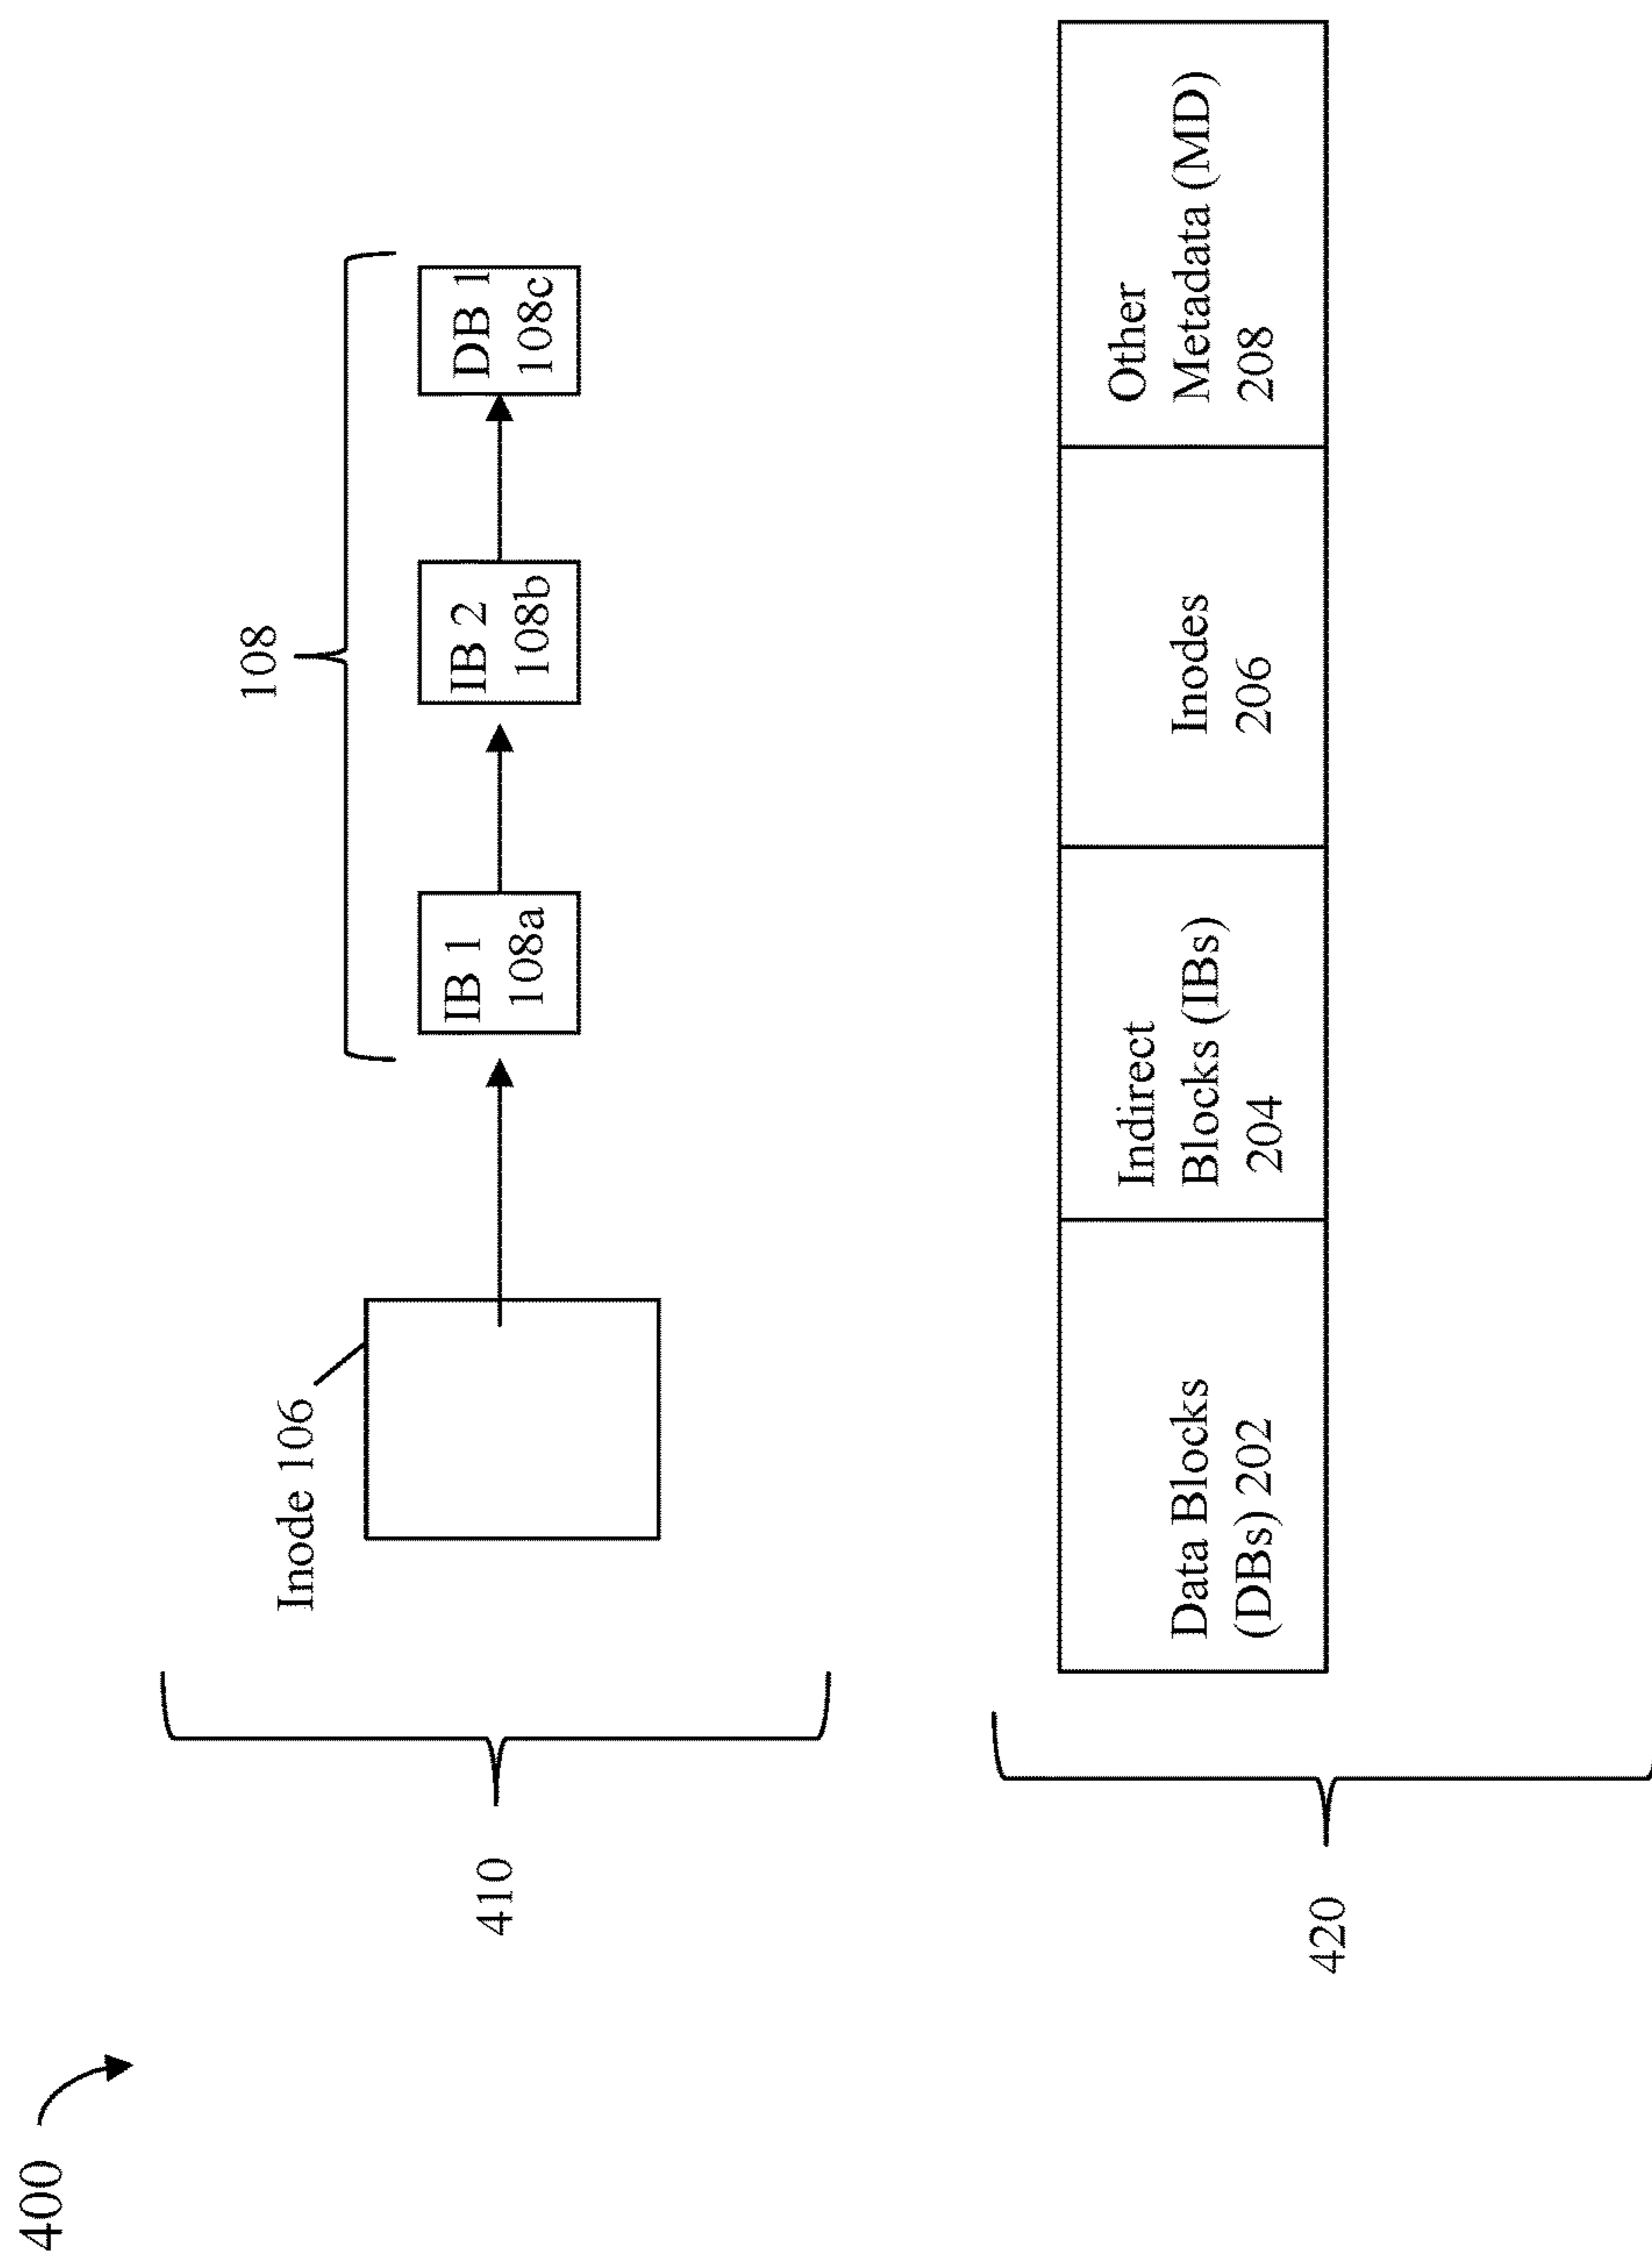 400
410
Inode 106
108
IB 1
108a
IB 2
108b
DB 1
108c
420
Data Blocks
(DBs) 202
Indirect
Blocks (IBs)
204
Inodes
206
Other
Metadata (MD)
208